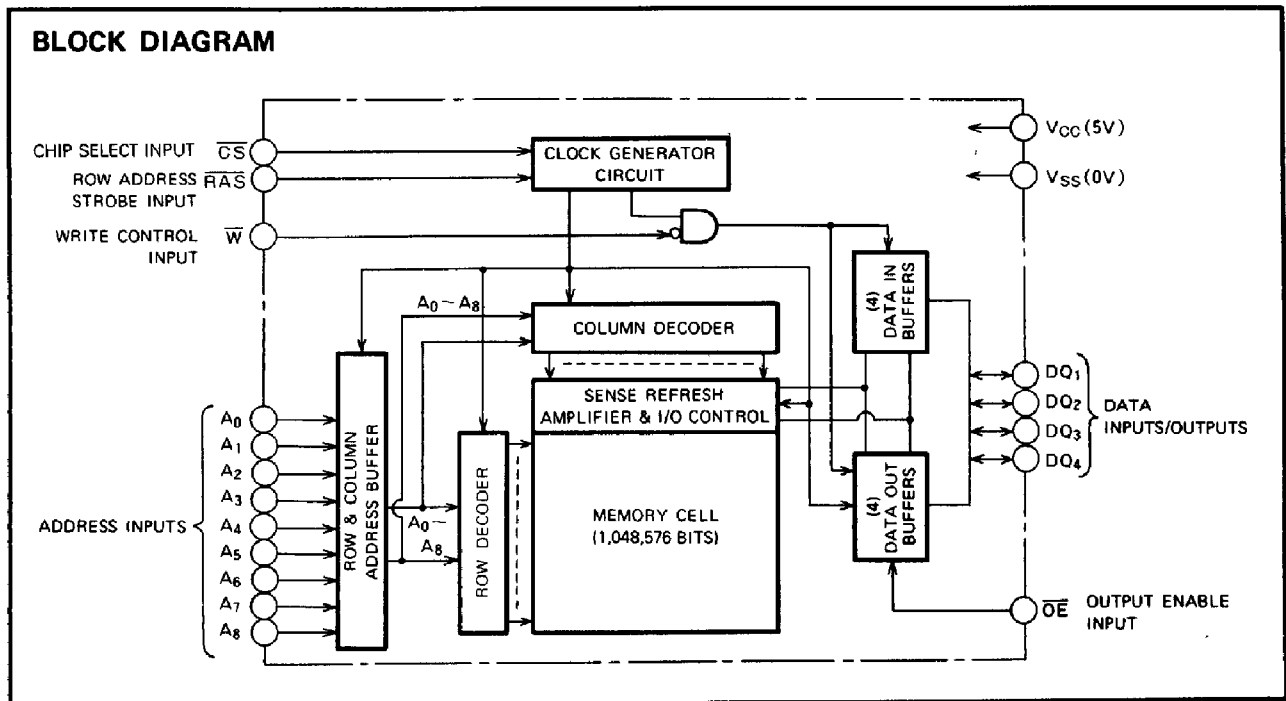 BLOCK DIAGRAM
CHIP SELECT INPUT C̅S̅
ROW ADDRESS R̅A̅S̅
STROBE INPUT
WRITE CONTROL W̅
INPUT
CLOCK GENERATOR
CIRCUIT
VCC (5V)
VSS (0V)
A0~A8
COLUMN DECODER
SENSE REFRESH
AMPLIFIER & I/O CONTROL
(4)
DATA IN
BUFFERS
ADDRESS INPUTS
A0
A1
A2
A3
A4
A5
A6
A7
A8
ROW & COLUMN
ADDRESS BUFFER
A0~
A8
ROW DECODER
MEMORY CELL
(1,048,576 BITS)
(4)
DATA OUT
BUFFERS
DQ1
DQ2
DQ3
DQ4
DATA
INPUTS/OUTPUTS
O̅E̅ OUTPUT ENABLE
INPUT